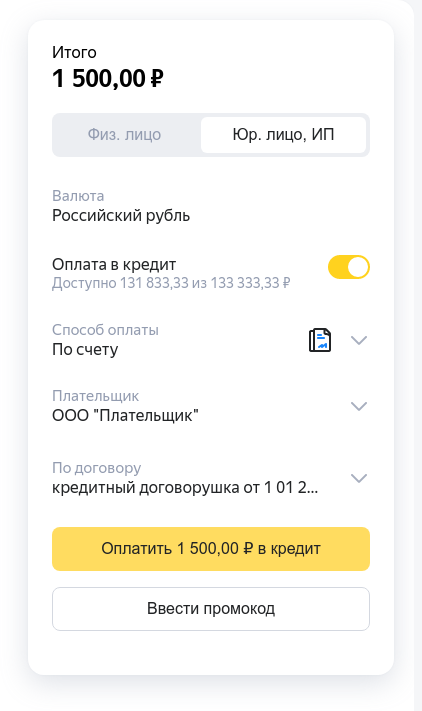 Итого
1 500,00 ₽
Физ. лицо
Юр. лицо, ИП
Валюта
Российский рубль
Оплата в кредит
Доступно 131 833,33 из 133 333,33 ₽
Способ оплаты
По счету
Плательщик
ООО "Плательщик"
По договору
кредитный договорушка от 1 01 2...
Оплатить 1 500,00 ₽ в кредит
Ввести промокод